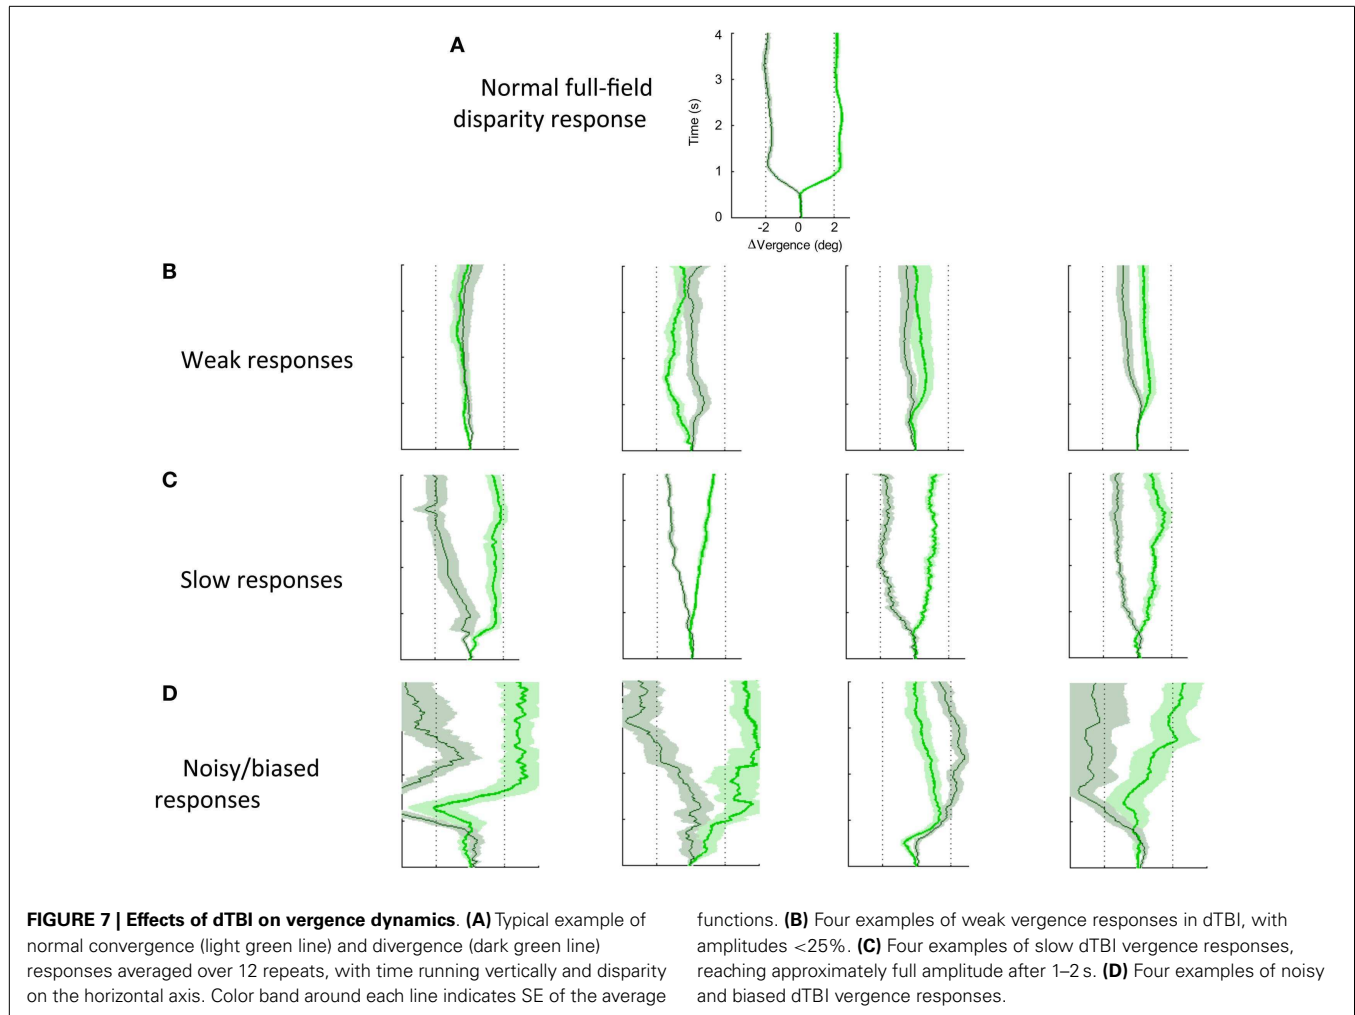 A
Normal full-field
disparity response
4
3
2
1
0
Time (s)
-2 0 2
ΔVergence (deg)
B
Weak responses
C
Slow responses
D
Noisy/biased
responses
FIGURE 7 | Effects of dTBI on vergence dynamics. (A) Typical example of
normal convergence (light green line) and divergence (dark green line)
responses averaged over 12 repeats, with time running vertically and disparity
on the horizontal axis. Color band around each line indicates SE of the average
functions. (B) Four examples of weak vergence responses in dTBI, with
amplitudes <25%. (C) Four examples of slow dTBI vergence responses,
reaching approximately full amplitude after 1–2 s. (D) Four examples of noisy
and biased dTBI vergence responses.